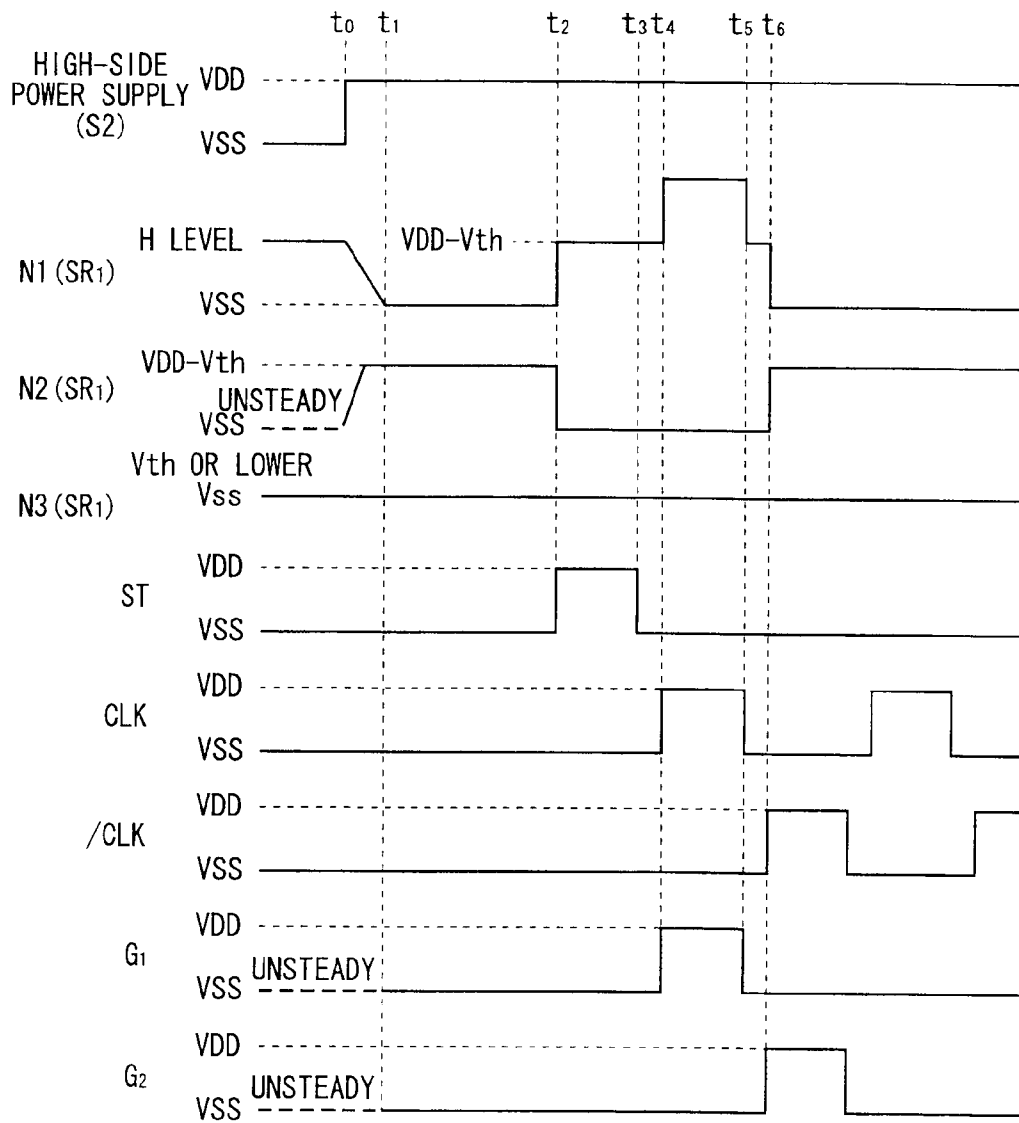 t0 t1 t2 t3 t4 t5 t6
HIGH-SIDE
POWER SUPPLY
(S2)
VDD
VSS
N1(SR1)
H LEVEL
VDD-Vth
VSS
N2(SR1)
VDD-Vth
UNSTEADY
VSS
Vth OR LOWER
N3(SR1)
Vss
ST
VDD
VSS
CLK
VDD
VSS
/CLK
VDD
VSS
G1
VDD
UNSTEADY
VSS
G2
VDD
UNSTEADY
VSS